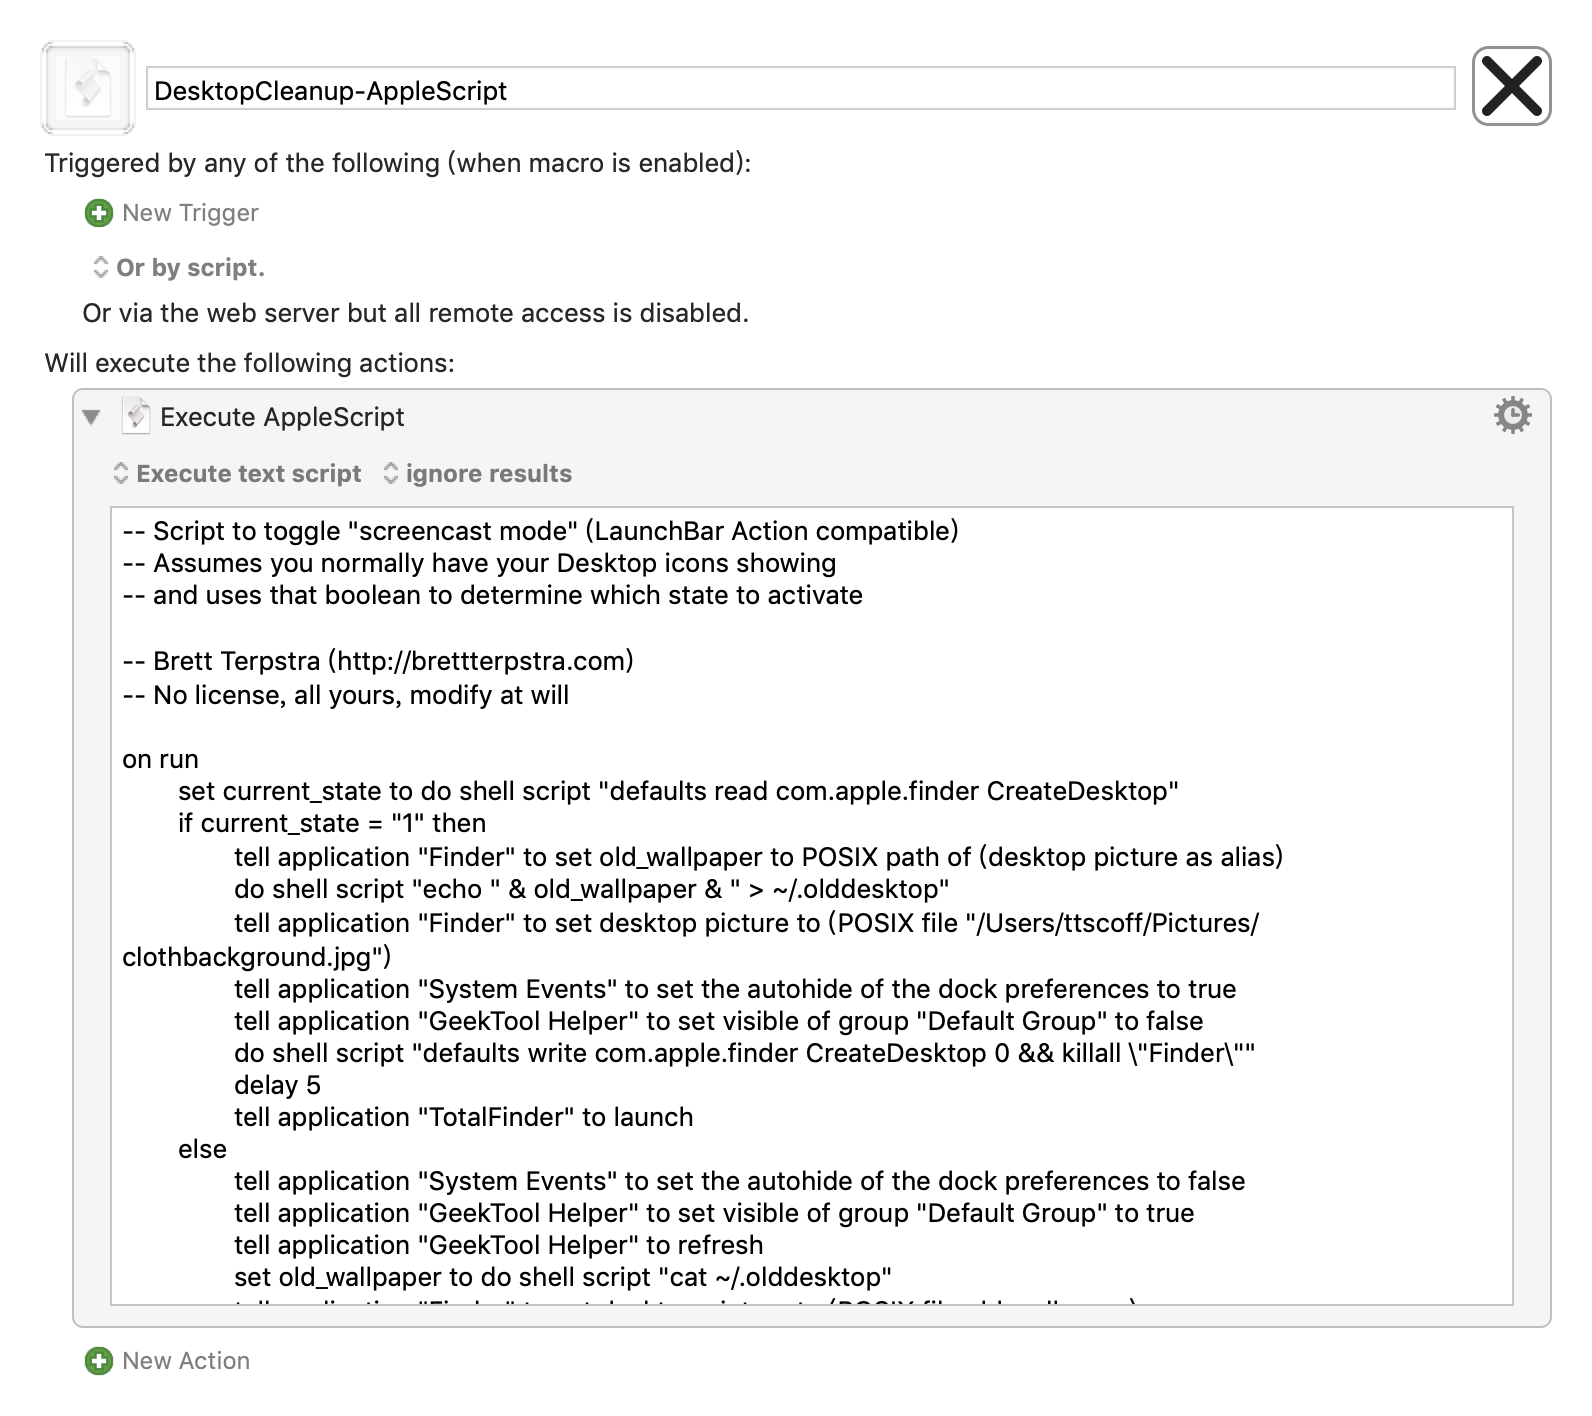 DesktopCleanup-AppleScript
Triggered by any of the following (when macro is enabled):
New Trigger
Or by script.
Or via the web server but all remote access is disabled.
Will execute the following actions:
Execute AppleScript
Execute text script ignore results
-- Script to toggle "screencast mode" (LaunchBar Action compatible)
-- Assumes you normally have your Desktop icons showing
-- and uses that boolean to determine which state to activate
-- Brett Terpstra (http://brettterpstra.com)
-- No license, all yours, modify at will
on run
set current_state to do shell script "defaults read com.apple.finder CreateDesktop"
if current_state = "1" then
tell application "Finder" to set old_wallpaper to POSIX path of (desktop picture as alias)
do shell script "echo " & old_wallpaper & " > ~/.olddesktop"
tell application "Finder" to set desktop picture to (POSIX file "/Users/ttscoff/Pictures/
clothbackground.jpg")
tell application "System Events" to set the autohide of the dock preferences to true
tell application "GeekTool Helper" to set visible of group "Default Group" to false
do shell script "defaults write com.apple.finder CreateDesktop 0 && killall \"Finder\""
delay 5
tell application "TotalFinder" to launch
else
tell application "System Events" to set the autohide of the dock preferences to false
tell application "GeekTool Helper" to set visible of group "Default Group" to true
tell application "GeekTool Helper" to refresh
set old_wallpaper to do shell script "cat ~/.olddesktop"
New Action